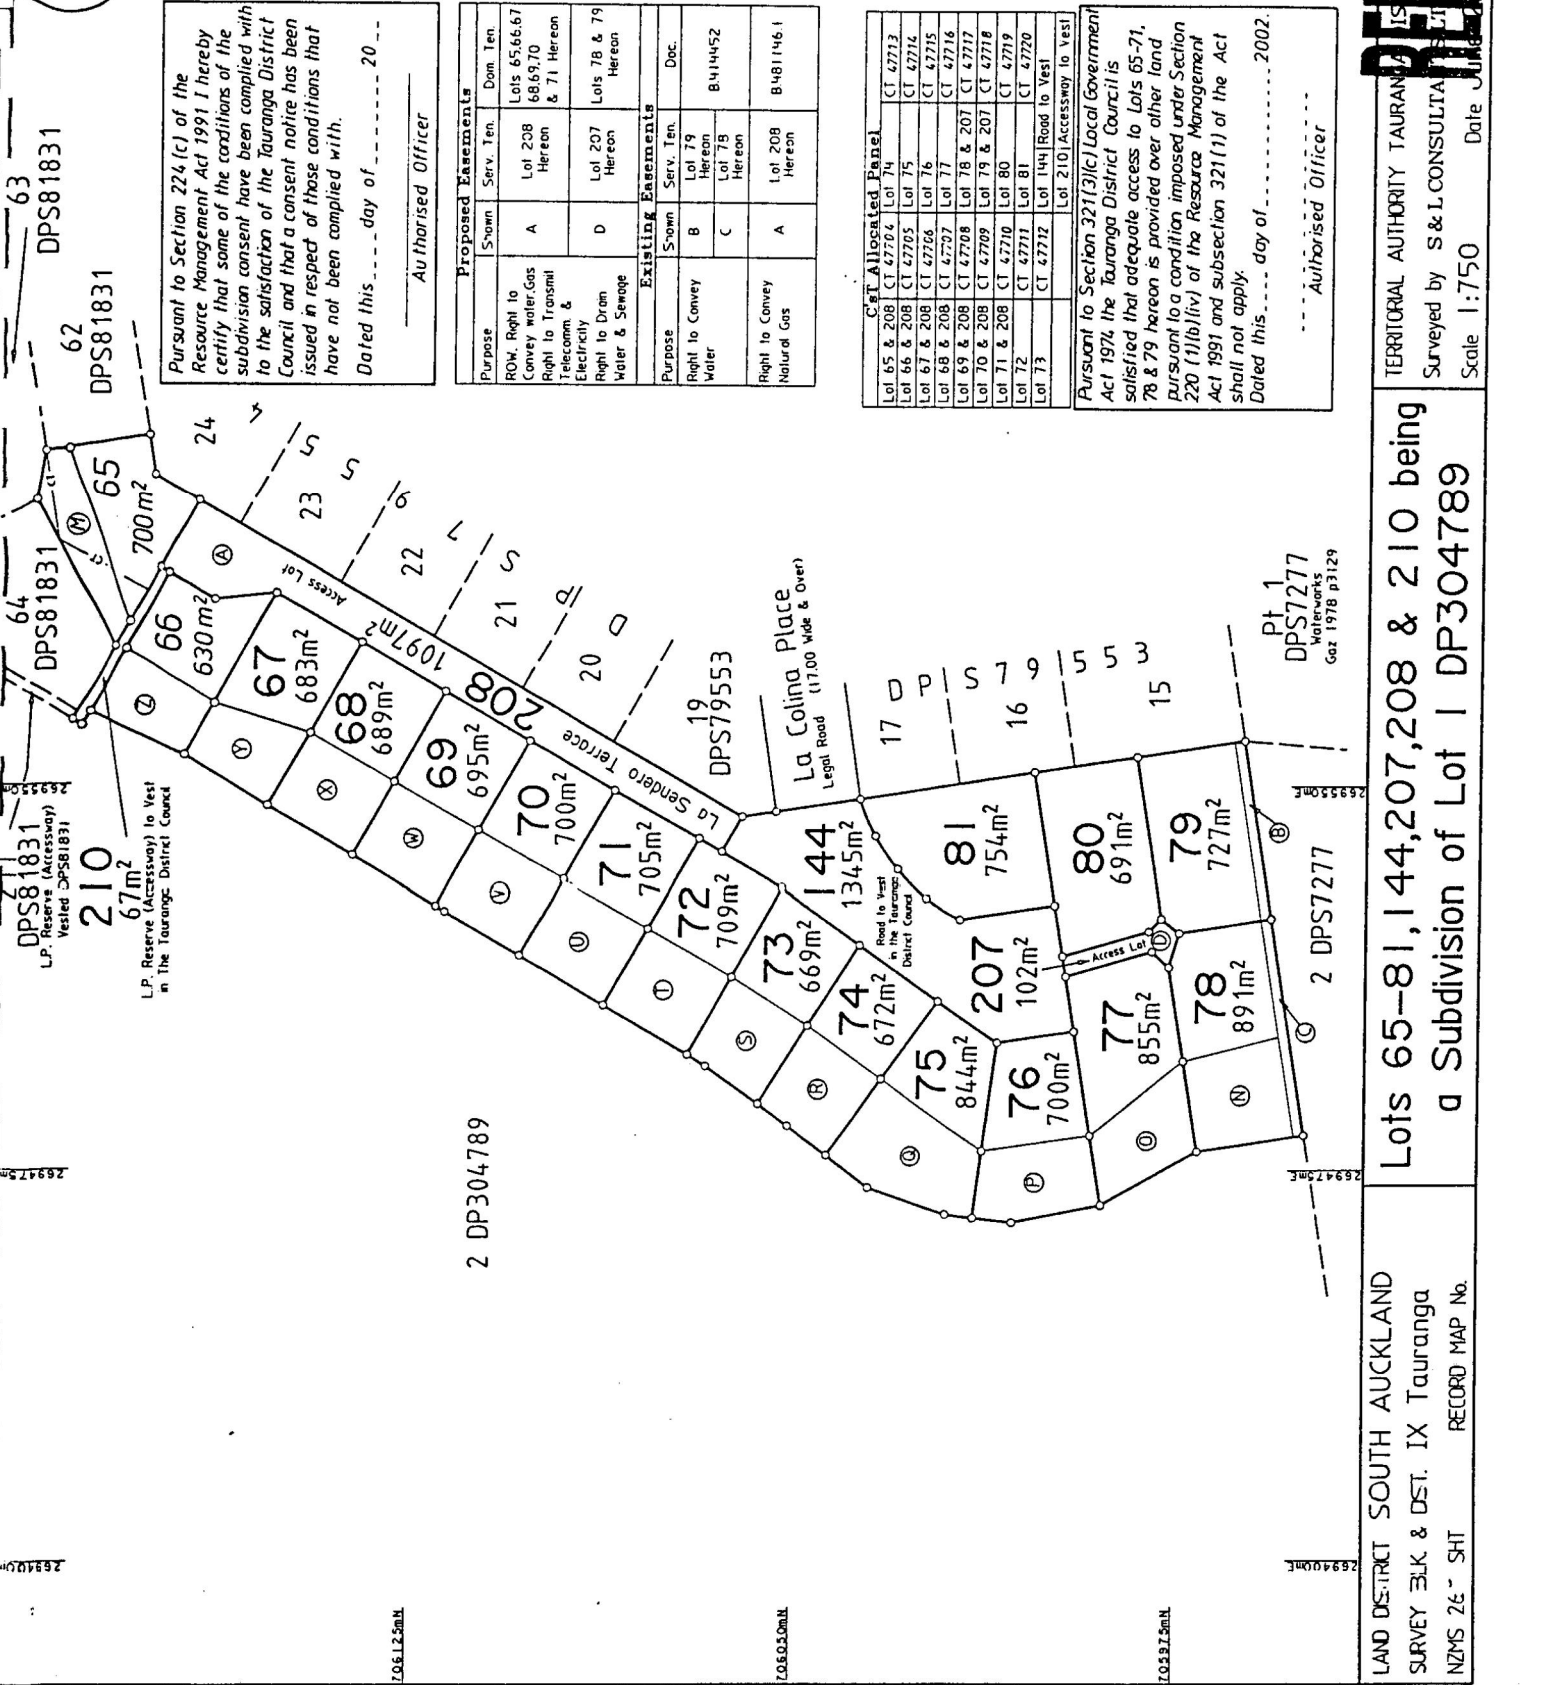 63
DPS81831
62
DPS81831
64
DPS81831
Pursuant to Section 224 (c) of the
Resource Management Act 1991 I hereby
certify that some of the conditions of the
subdivision consent have been complied with
to the satisfaction of the Tauranga District
Council and that a consent notice has been
issued in respect of those conditions that
have not been complied with.
Dated this .... day of ........ 20 ..
Authorised Officer
Proposed Easements
Purpose Shown Serv. Ten. Dom. Ten.
ROW. Right to
Convey water, Gas
Right to Transmit
Telecomm. &
Electricity
A
Lot 208
Hereon
Lots 65,66,67
68,69,70
& 71 Hereon
Right to Drain
Water & Sewage
D
Lot 207
Hereon
Lots 78 & 79
Hereon
Existing Easements
Purpose Shown Serv. Ten. Doc.
Right to Convey
Water
B
Lot 79
Hereon
C
Lot 78
Hereon
B.414452
Right to Convey
Natural Gas
A
Lot 208
Hereon
B481146.1
C'sT Allocated Panel
Lot 65 & 208 CT 47704 Lot 74 CT 47713
Lot 66 & 208 CT 47705 Lot 75 CT 47714
Lot 67 & 208 CT 47706 Lot 76 CT 47715
Lot 68 & 208 CT 47707 Lot 77 CT 47716
Lot 69 & 208 CT 47708 Lot 78 & 207 CT 47717
Lot 70 & 208 CT 47709 Lot 79 & 207 CT 47718
Lot 71 & 208 CT 47710 Lot 80 CT 47719
Lot 72 CT 47711 Lot 81 CT 47720
Lot 73 CT 47712 Lot 144 Road to Vest
Lot 210 Accessway to Vest
Pursuant to Section 321(3)(c) Local Government
Act 1974, the Tauranga District Council is
satisfied that adequate access to Lots 65-71,
78 & 79 hereon is provided over other land
pursuant to a condition imposed under Section
220 (1)(b)(iv) of the Resource Management
Act 1991 and subsection 321(1) of the Act
shall not apply.
Dated this .... day of ............ 2002.
Authorised Officer
DPS81831
L.P. Reserve (Accessway)
Vested DPS81831
210
67m²
L.P. Reserve (Accessway) to Vest
in The Tauranga District Council
65
700m²
M
A
66
630m²
67
683m²
68
689m²
69
695m²
70
700m²
71
705m²
72
709m²
73
669m²
74
672m²
75
844m²
76
700m²
77
855m²
78
891m²
79
727m²
80
691m²
81
754m²
144
1345m²
Road to Vest
in the Tauranga
District Council
207
102m²
Access Lot
D
208
1097m²
Access Lot
La Sendero Terrace
Z
Y
X
W
V
U
T
S
R
Q
P
O
N
B
C
24
23
22
21
20
D P S 7 9 5 5 4
19
DPS79553
La Colina Place
Legal Road (17.00 Wide & Over)
17
16
15
D P S 7 9 5 5 3
Pt 1
DPS7277
Waterworks
Gaz 1978 p3129
2 DPS7277
2 DP304789
269550mE
269475mE
269400mE
269550mE
269475mE
269400m
706125mN
706050mN
705975mN
LAND DISTRICT SOUTH AUCKLAND
SURVEY BLK. & DIST. IX Tauranga
NZMS 26 SHT RECORD MAP No.
Lots 65-81,144,207,208 & 210 being
a Subdivision of Lot 1 DP304789
TERRITORIAL AUTHORITY TAURANGA
Surveyed by S & L CONSULTA
Scale 1:750 Date